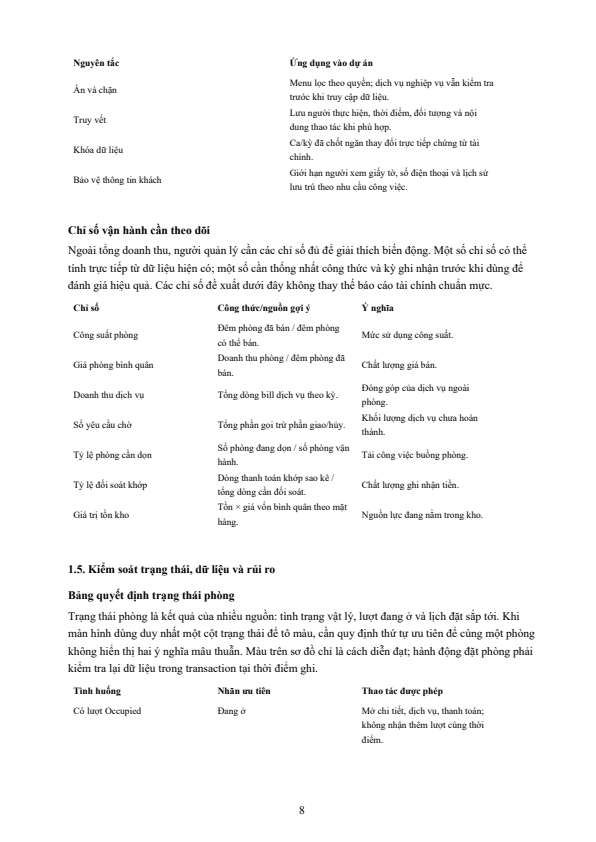 Nguyên tắc Ứng dụng vào dự án
Ẩn và chặn Menu lọc theo quyền; dịch vụ nghiệp vụ vẫn kiểm tra
trước khi truy cập dữ liệu.
Truy vết Lưu người thực hiện, thời điểm, đối tượng và nội
dung thao tác khi phù hợp.
Khóa dữ liệu Ca/kỳ đã chốt ngăn thay đổi trực tiếp chứng từ tài
chính.
Bảo vệ thông tin khách Giới hạn người xem giấy tờ, số điện thoại và lịch sử
lưu trú theo nhu cầu công việc.
Chỉ số vận hành cần theo dõi
Ngoài tổng doanh thu, người quản lý cần các chỉ số đủ để giải thích biến động. Một số chỉ số có thể
tính trực tiếp từ dữ liệu hiện có; một số cần thống nhất công thức và kỳ ghi nhận trước khi dùng để
đánh giá hiệu quả. Các chỉ số đề xuất dưới đây không thay thế báo cáo tài chính chuẩn mực.
Chỉ số Công thức/nguồn gợi ý Ý nghĩa
Công suất phòng Đêm phòng đã bán / đêm phòng
có thể bán. Mức sử dụng công suất.
Giá phòng bình quân Doanh thu phòng / đêm phòng đã
bán. Chất lượng giá bán.
Doanh thu dịch vụ Tổng dòng bill dịch vụ theo kỳ. Đóng góp của dịch vụ ngoài
phòng.
Số yêu cầu chờ Tổng phần gọi trừ phần giao/hủy. Khối lượng dịch vụ chưa hoàn
thành.
Tỷ lệ phòng cần dọn Số phòng đang dọn / số phòng vận
hành. Tải công việc buồng phòng.
Tỷ lệ đối soát khớp Dòng thanh toán khớp sao kê /
tổng dòng cần đối soát. Chất lượng ghi nhận tiền.
Giá trị tồn kho Tồn × giá vốn bình quân theo mặt
hàng. Nguồn lực đang nằm trong kho.
1.5. Kiểm soát trạng thái, dữ liệu và rủi ro
Bảng quyết định trạng thái phòng
Trạng thái phòng là kết quả của nhiều nguồn: tình trạng vật lý, lượt đang ở và lịch đặt sắp tới. Khi
màn hình dùng duy nhất một cột trạng thái để tô màu, cần quy định thứ tự ưu tiên để cùng một phòng
không hiển thị hai ý nghĩa mâu thuẫn. Màu trên sơ đồ chỉ là cách diễn đạt; hành động đặt phòng phải
kiểm tra lại dữ liệu trong transaction tại thời điểm ghi.
Tình huống Nhãn ưu tiên Thao tác được phép
Có lượt Occupied Đang ở Mở chi tiết, dịch vụ, thanh toán;
không nhận thêm lượt cùng thời
điểm.
8